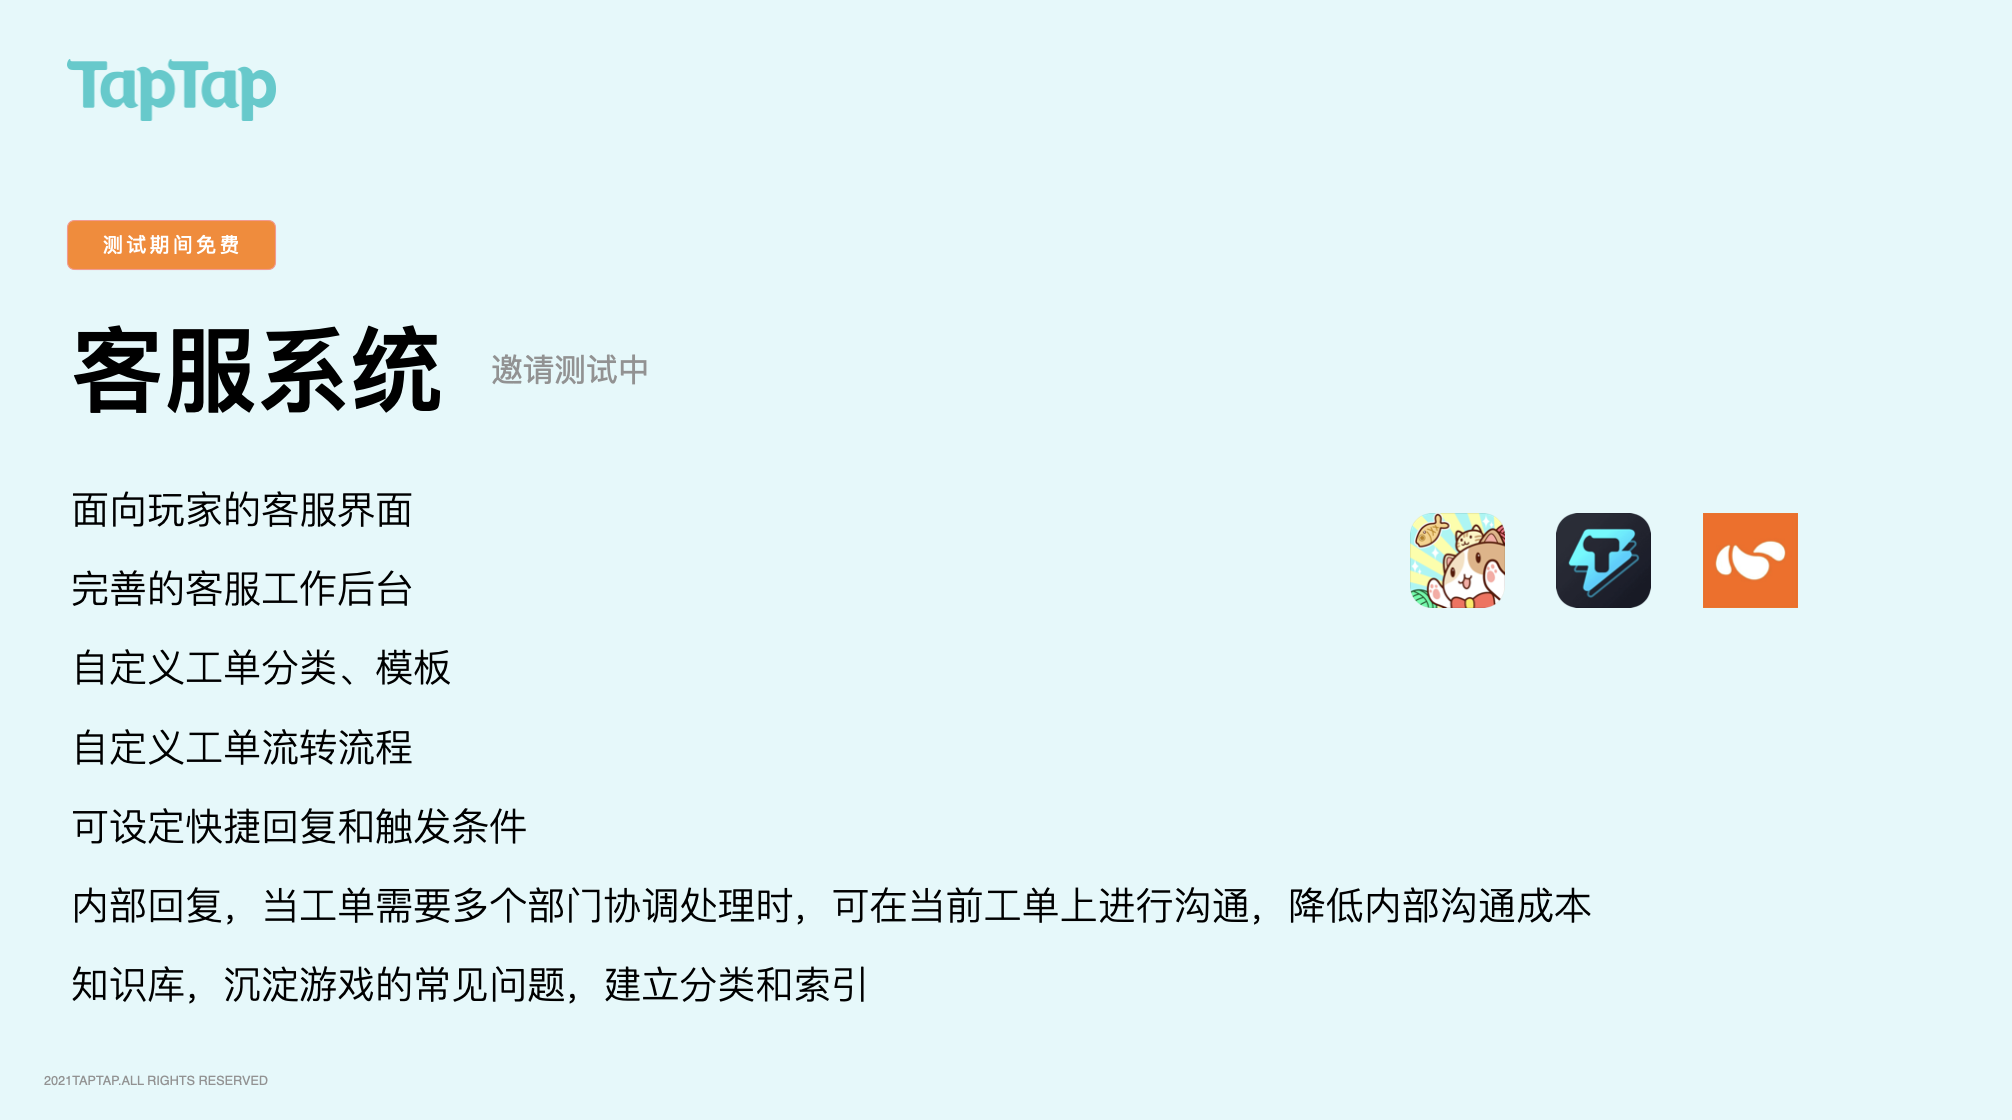 TapTap
测试期间免费
客服系统 邀请测试中
面向玩家的客服界面
完善的客服工作后台
自定义工单分类、模板
自定义工单流转流程
可设定快捷回复和触发条件
内部回复，当工单需要多个部门协调处理时，可在当前工单上进行沟通，降低内部沟通成本
知识库，沉淀游戏的常见问题，建立分类和索引
2021TAPTAP.ALL RIGHTS RESERVED